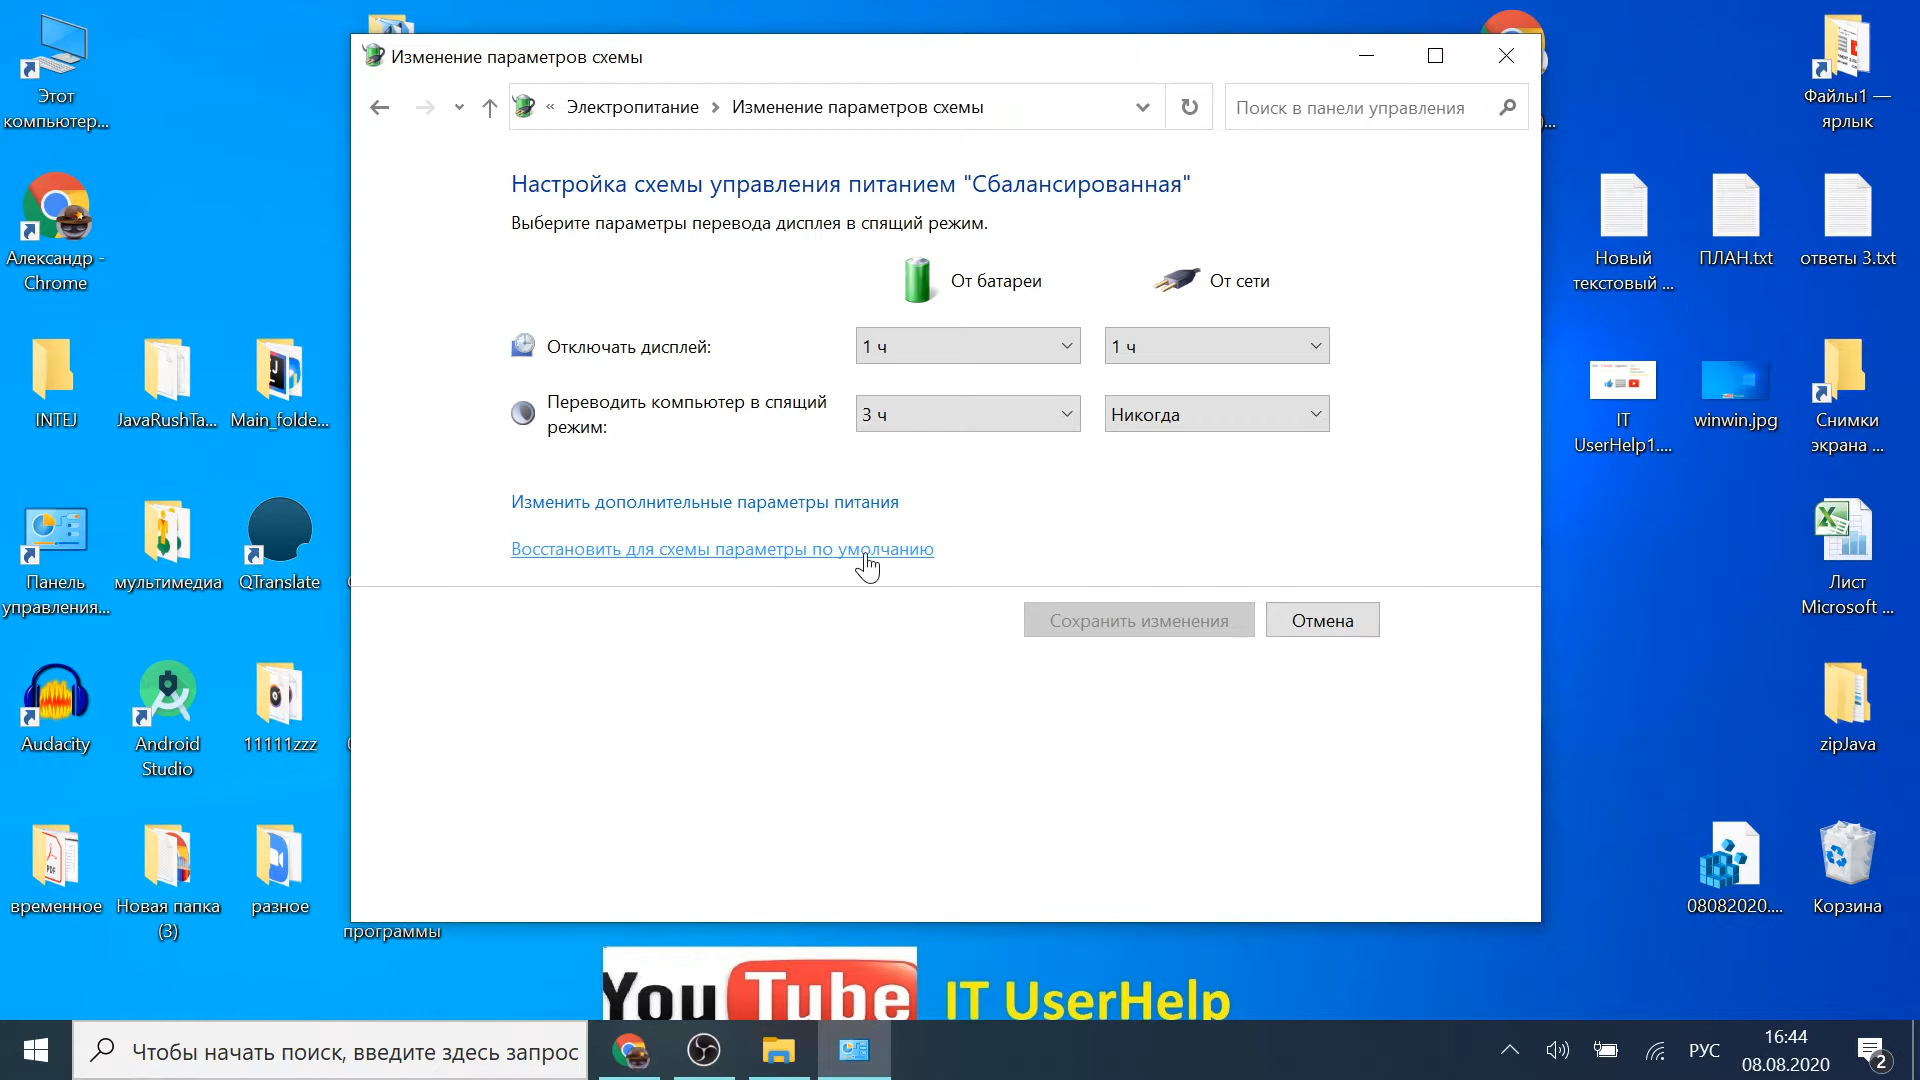 Изменение параметров схемы
« Электропитание > Изменение параметров схемы
Поиск в панели управления
Настройка схемы управления питанием "Сбалансированная"
Выберите параметры перевода дисплея в спящий режим.
От батареи
От сети
Отключать дисплей:
1 ч
1 ч
Переводить компьютер в спящий
режим:
3 ч
Никогда
Изменить дополнительные параметры питания
Восстановить для схемы параметры по умолчанию
Сохранить изменения
Отмена
Этот
компьютер...
Александр -
Chrome
INTEJ
JavaRushTa...
Main_folde...
Панель
управления...
мультимедиа
QTranslate
Audacity
Android
Studio
11111zzz
временное
Новая папка
(3)
разное
программы
Файлы1 —
ярлык
Новый
текстовый ...
ПЛАН.txt
ответы 3.txt
IT
UserHelp1....
winwin.jpg
Снимки
экрана ...
Лист
Microsoft ...
zipJava
08082020....
Корзина
YouTube
IT UserHelp
Чтобы начать поиск, введите здесь запрос
РУС
16:44
08.08.2020
2